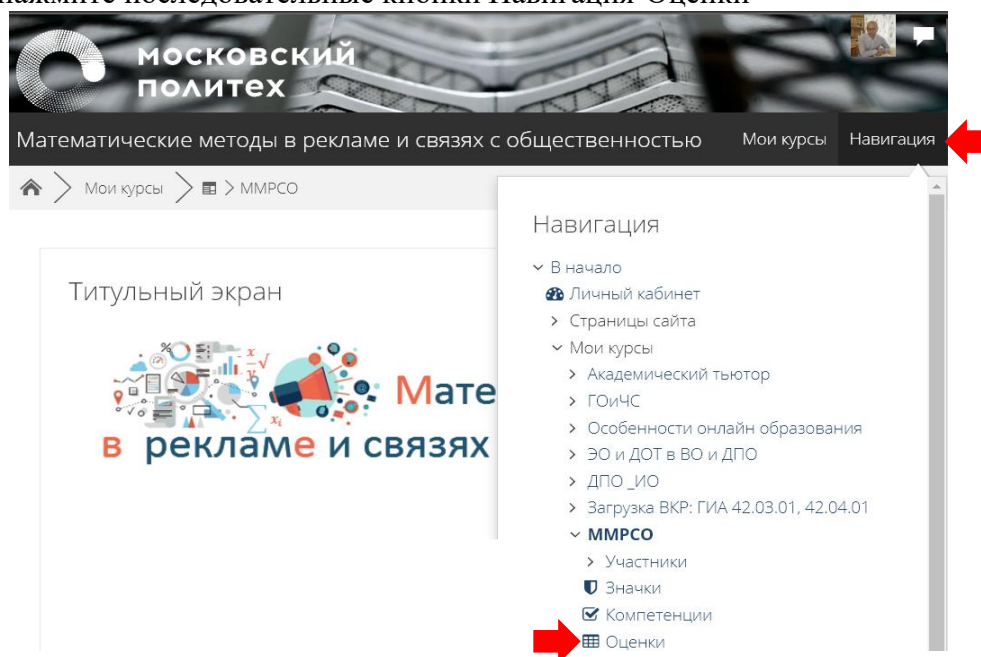 нажмите последовательные кнопки Навигация-Оценки
московский
политех
Математические методы в рекламе и связях с общественностью
Мои курсы
Навигация
Мои курсы
ММРСО
Навигация
В начало
Личный кабинет
Страницы сайта
Мои курсы
Академический тьютор
ГОиЧС
Особенности онлайн образования
ЭО и ДОТ в ВО и ДПО
ДПО _ИО
Загрузка ВКР: ГИА 42.03.01, 42.04.01
ММРСО
Участники
Значки
Компетенции
Оценки
Титульный экран
% x √ y
∑ xi
Мате
в рекламе и связях